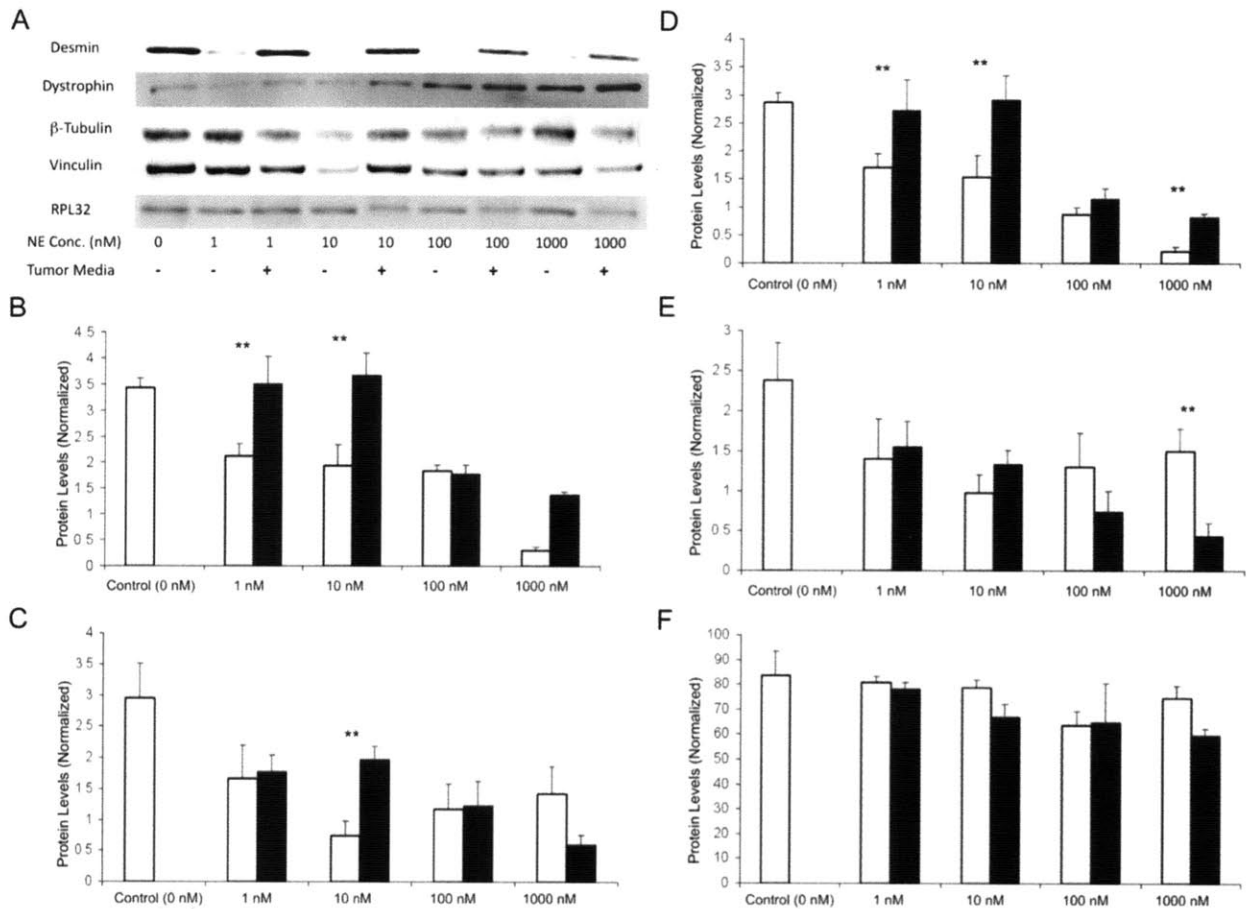 A
Desmin
Dystrophin
β-Tubulin
Vinculin
RPL32
NE Conc. (nM) 0 1 1 10 10 100 100 1000 1000
Tumor Media - - + - + - + - +
B
Protein Levels (Normalized)
4 5
4
3.5
3
2 5
2
1 5
1
0 5
0
** **
Control (0 nM) 1 nM 10 nM 100 nM 1000 nM
C
Protein Levels (Normalized)
4
3 5
3
2 5
2
1 5
1
0 5
0
**
Control (0 nM) 1 nM 10 nM 100 nM 1000 nM
D
Protein Levels (Normalized)
4
3.5
3
2.5
2
1.5
1
0.5
0
** ** **
Control (0 nM) 1 nM 10 nM 100 nM 1000 nM
E
Protein Levels (Normalized)
3
2.5
2
1.5
1
0 5
0
**
Control (0 nM) 1 nM 10 nM 100 nM 1000 nM
F
Protein Levels (Normalized)
100
90
80
70
60
50
40
30
20
10
0
Control (0 nM) 1 nM 10 nM 100 nM 1000 nM